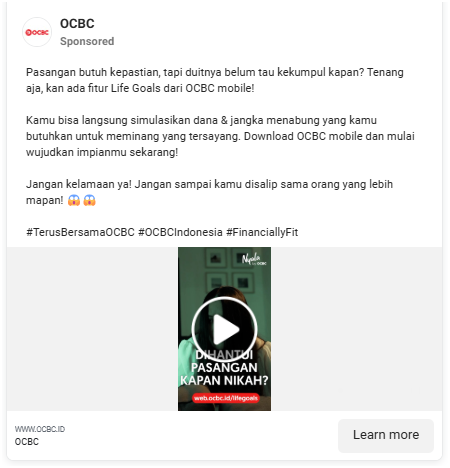 OCBC
OCBC
Sponsored
Pasangan butuh kepastian, tapi duitnya belum tau kekumpul kapan? Tenang
aja, kan ada fitur Life Goals dari OCBC mobile!
Kamu bisa langsung simulasikan dana & jangka menabung yang kamu
butuhkan untuk meminang yang tersayang. Download OCBC mobile dan mulai
wujudkan impianmu sekarang!
Jangan kelamaan ya! Jangan sampai kamu disalip sama orang yang lebih
mapan! 😱 😱
#TerusBersamaOCBC #OCBCIndonesia #FinanciallyFit
Nyala
OCBC
DIHANTUI
PASANGAN
KAPAN NIKAH?
web.ocbc.id/lifegoals
WWW.OCBC.ID
OCBC
Learn more